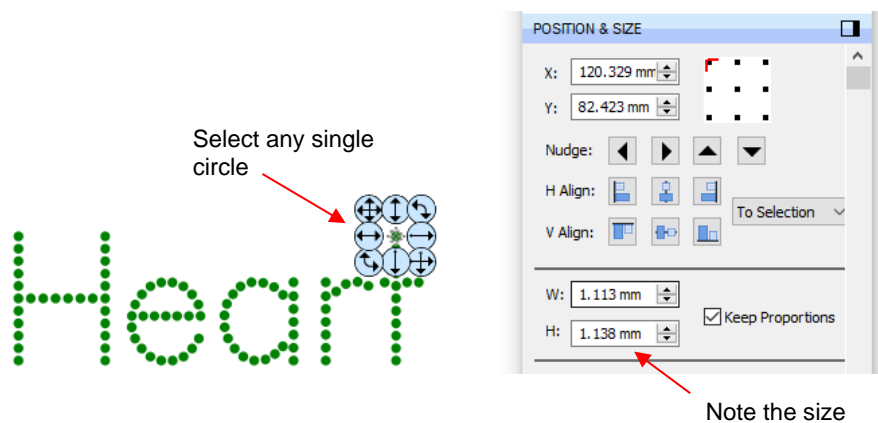 Select any single
circle
Heart
POSITION & SIZE
X: 120.329 mm
Y: 82.423 mm
Nudge:
H Align:
To Selection
V Align:
W: 1.113 mm
Keep Proportions
H: 1.138 mm
Note the size